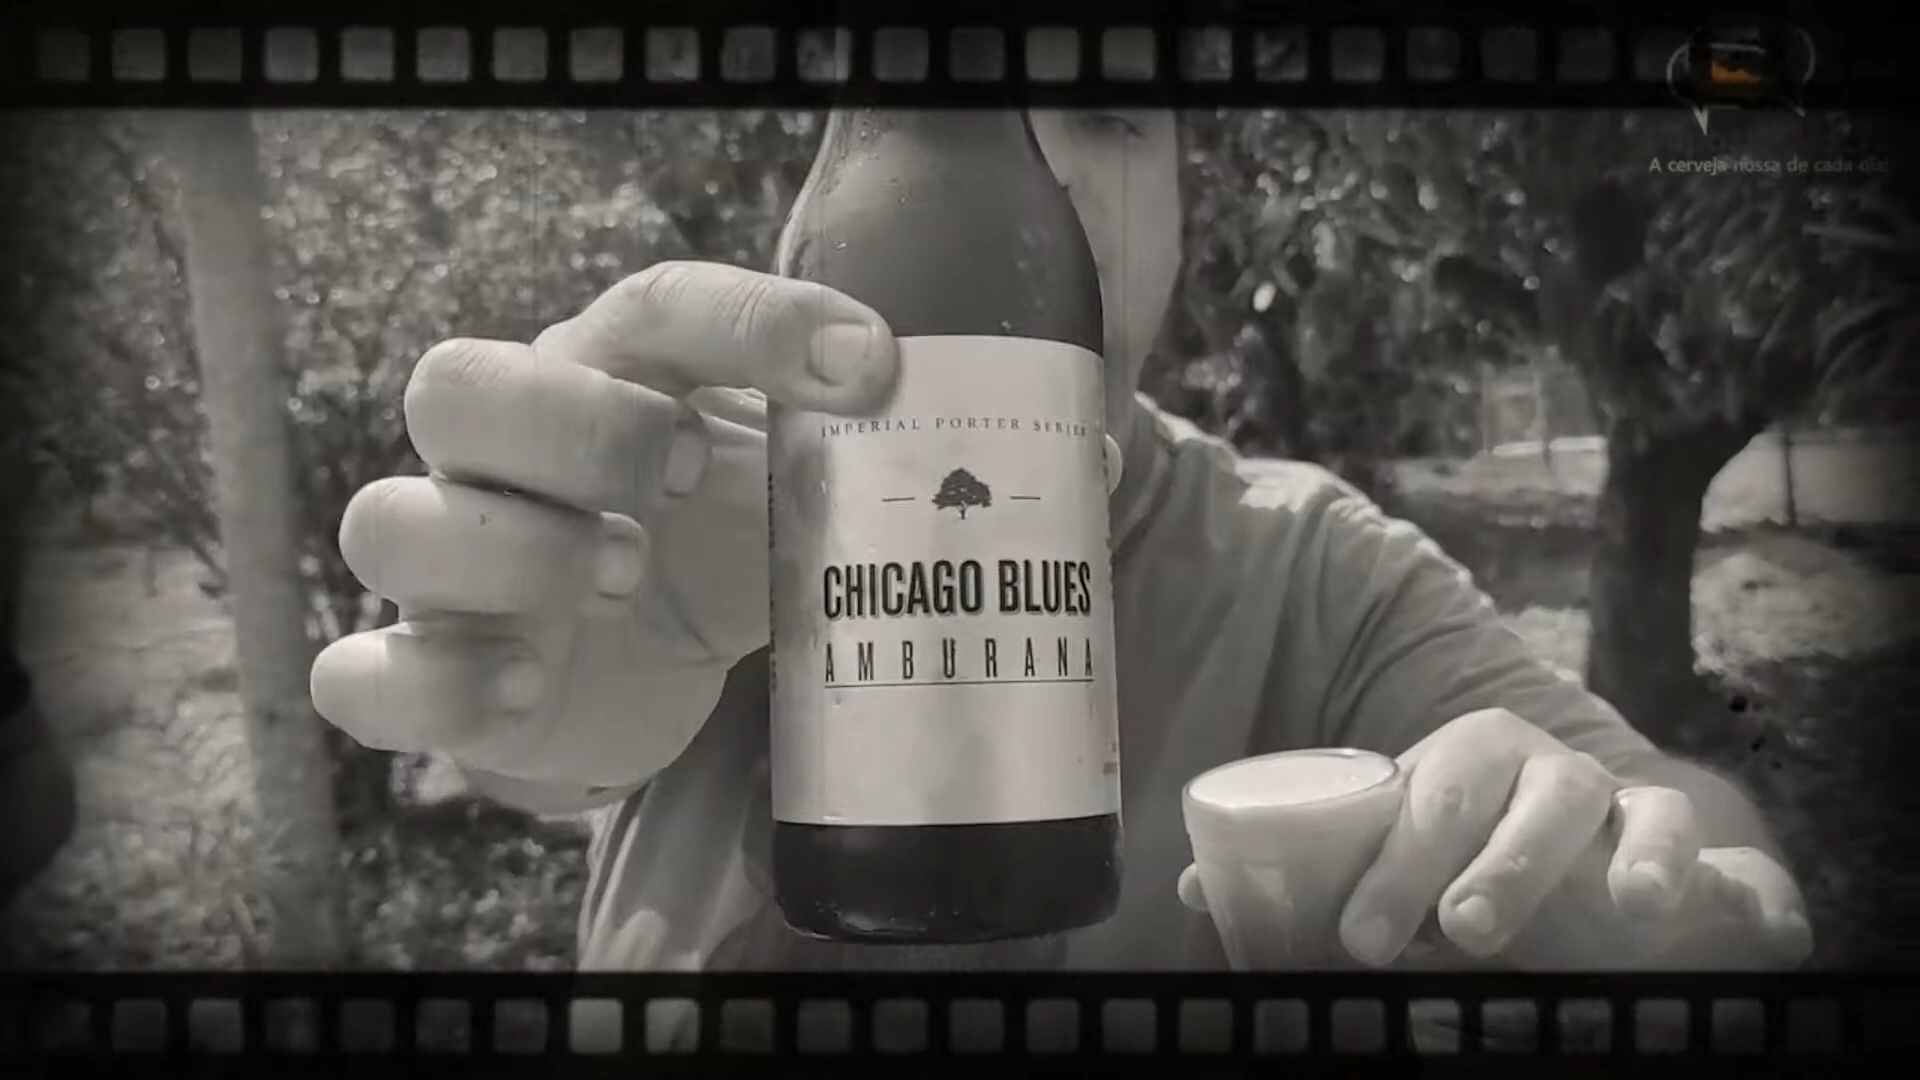 A cerveja nossa de cada dia!
IMPERIAL PORTER SERIES
CHICAGO BLUES
AMBURANA